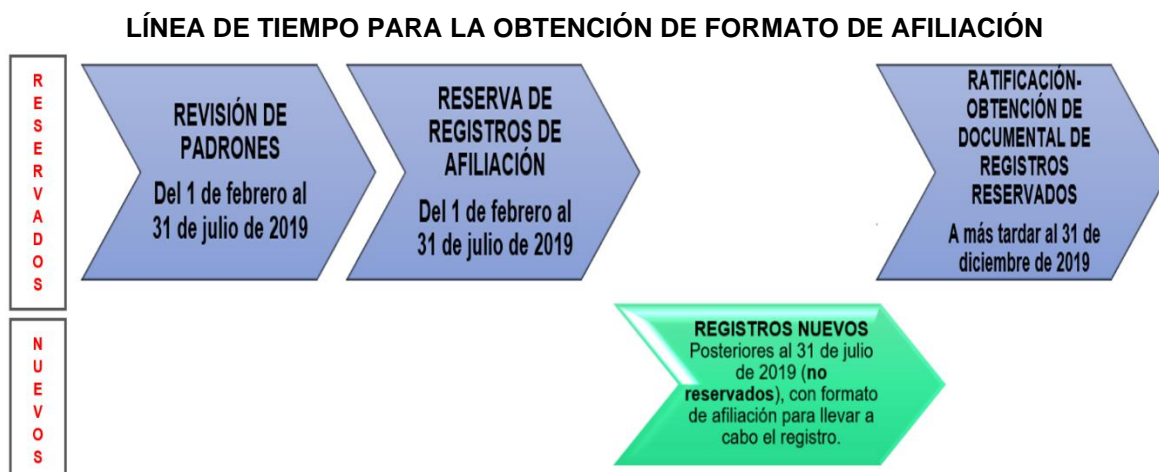 LÍNEA DE TIEMPO PARA LA OBTENCIÓN DE FORMATO DE AFILIACIÓN
RESERVADOS
REVISIÓN DE
PADRONES
Del 1 de febrero al
31 de julio de 2019
RESERVA DE
REGISTROS DE
AFILIACIÓN
Del 1 de febrero al
31 de julio de 2019
RATIFICACIÓN-
OBTENCIÓN DE
DOCUMENTAL DE
REGISTROS
RESERVADOS
A más tardar al 31 de
diciembre de 2019
NUEVOS
REGISTROS NUEVOS
Posteriores al 31 de julio
de 2019 (no
reservados), con formato
de afiliación para llevar a
cabo el registro.